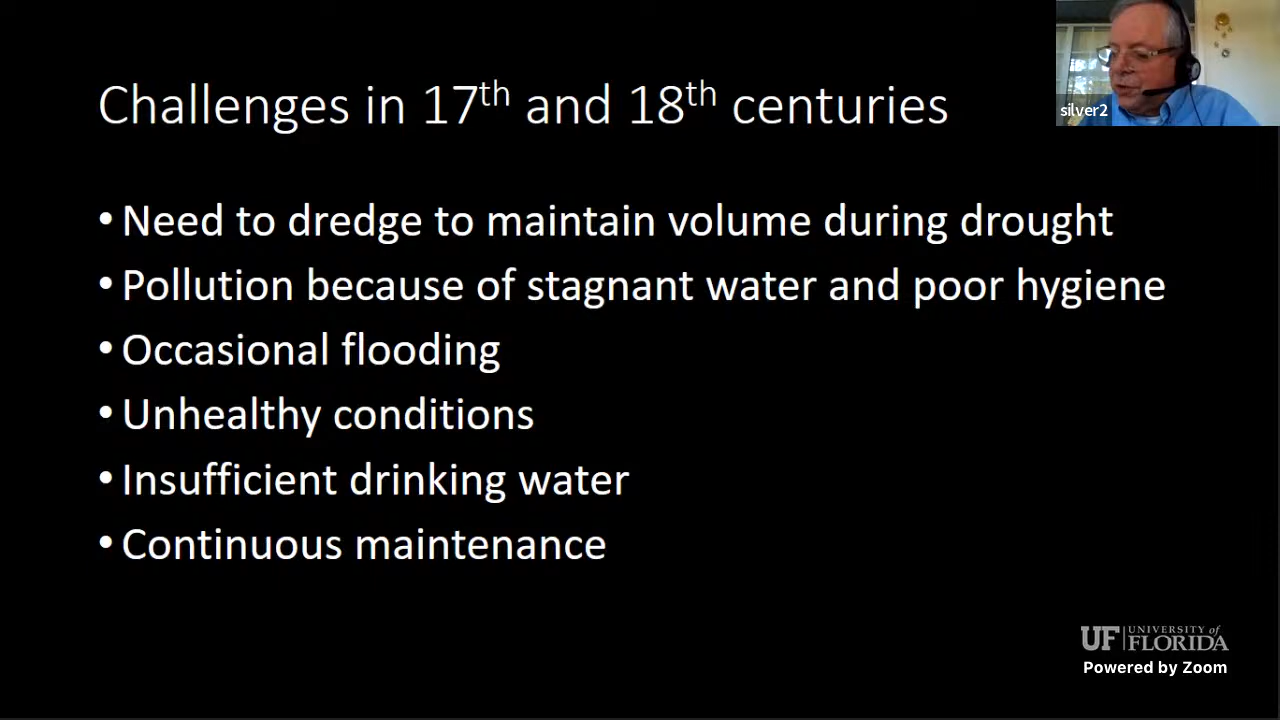 silver2
Challenges in 17th and 18th centuries
• Need to dredge to maintain volume during drought
• Pollution because of stagnant water and poor hygiene
• Occasional flooding
• Unhealthy conditions
• Insufficient drinking water
• Continuous maintenance
UF UNIVERSITY of
FLORIDA
Powered by Zoom